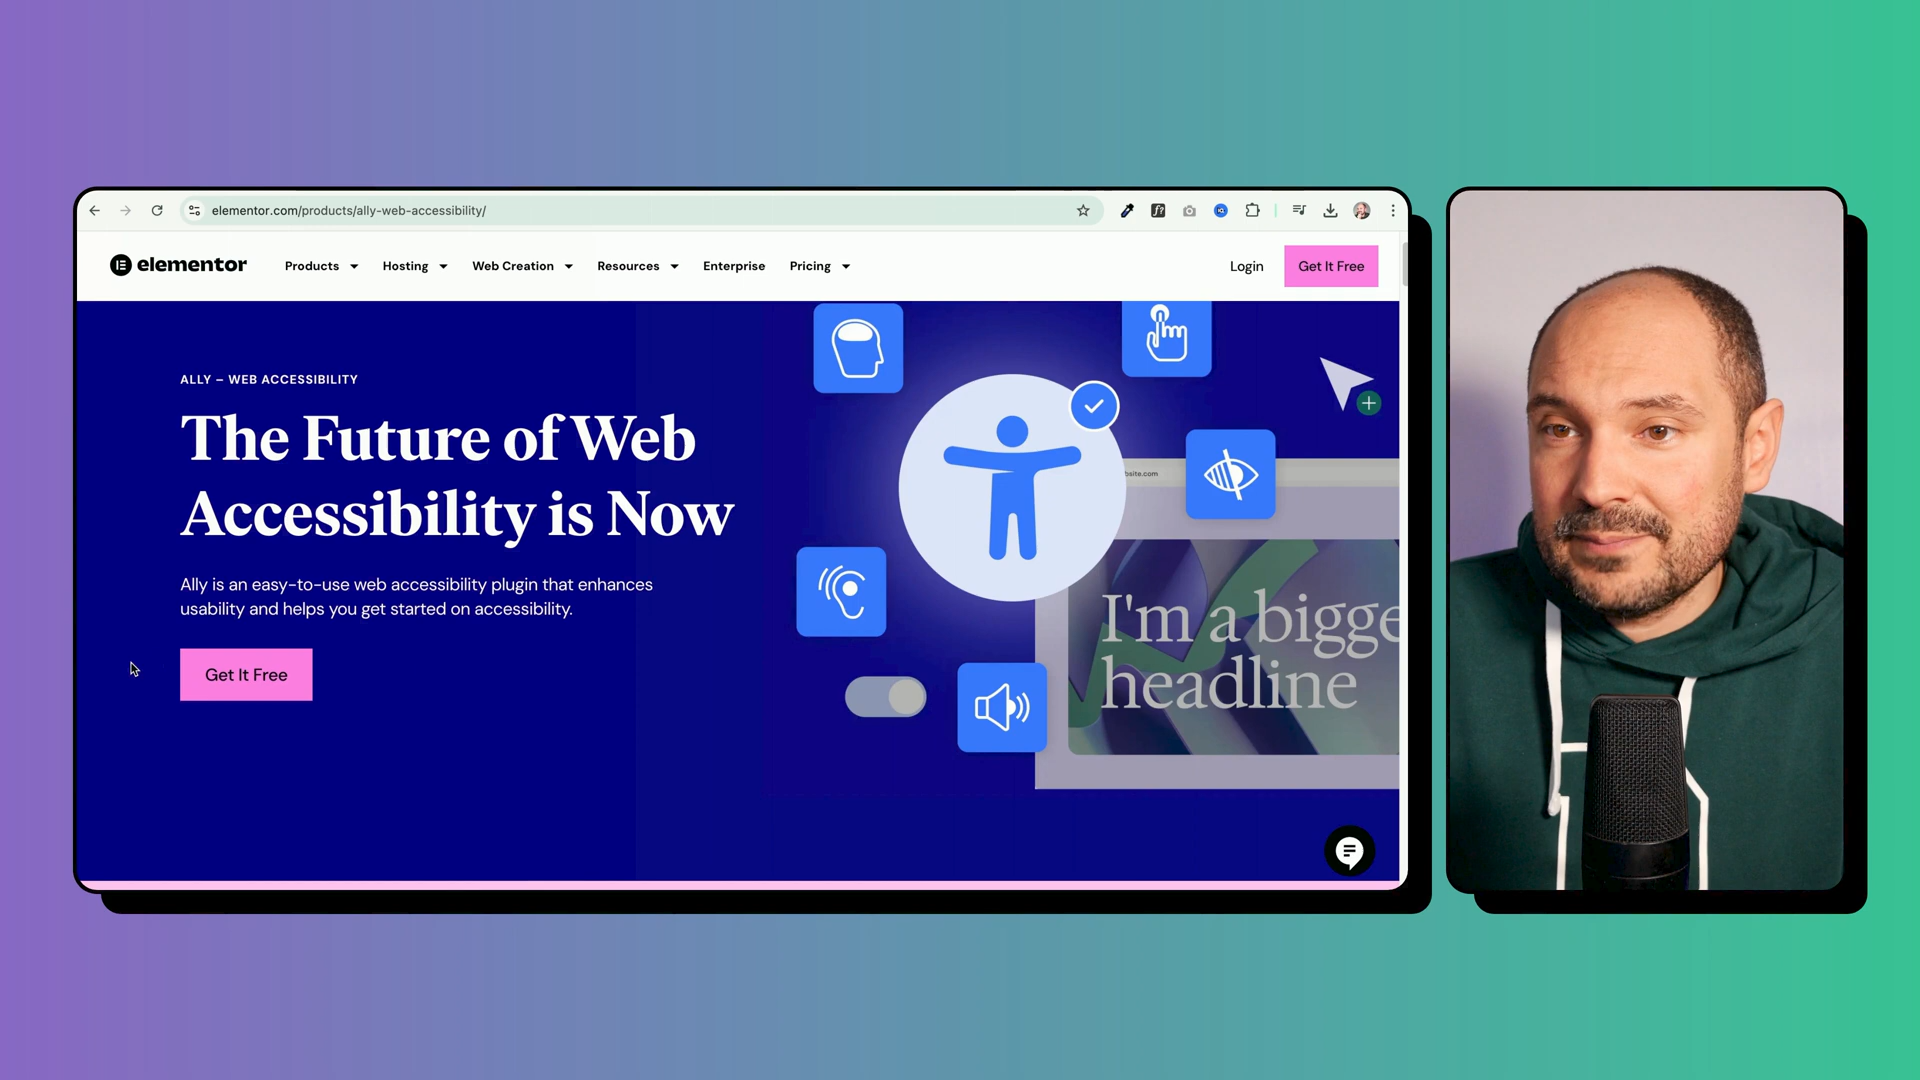 elementor.com/products/ally-web-accessibility/
elementor
Products
Hosting
Web Creation
Resources
Enterprise
Pricing
Login
Get It Free
ALLY – WEB ACCESSIBILITY
The Future of Web
Accessibility is Now
Ally is an easy-to-use web accessibility plugin that enhances
usability and helps you get started on accessibility.
Get It Free
bsite.com
I'm a bigge
headline